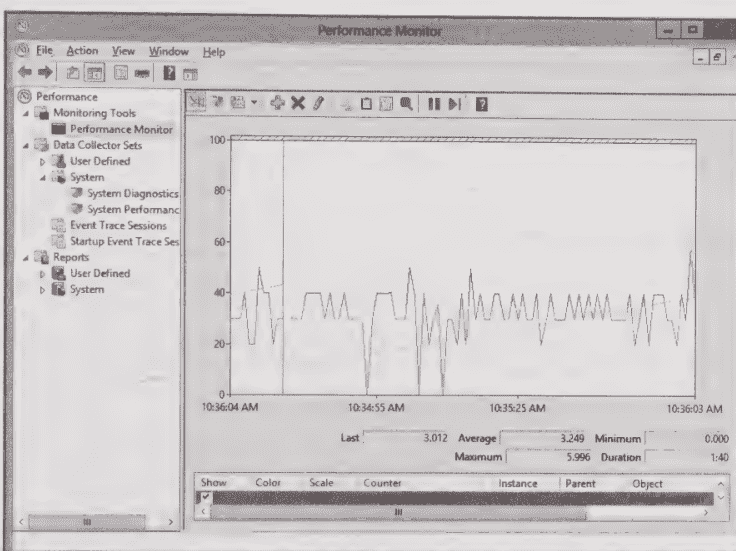 Performance Monitor
File Action View Window Help
Performance
Monitoring Tools
Performance Monitor
Data Collector Sets
User Defined
System
System Diagnostics
System Performanc
Event Trace Sessions
Startup Event Trace Ses
Reports
User Defined
System
100
80
60
40
20
0
10:36:04 AM 10:34:55 AM 10:35:25 AM 10:36:03 AM
Last 3.012 Average 3.249 Minimum 0.000
Maximum 5.996 Duration 1:40
Show Color Scale Counter Instance Parent Object